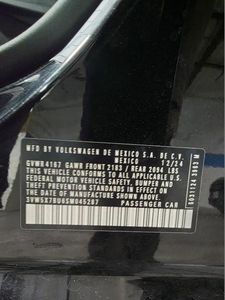 MFD BY VOLKSWAGEN DE MEXICO S.A. DE C.V.
MEXICO 12/24
GVWR 4167 GAWR FRONT 2183 / REAR 2094 LBS
THIS VEHICLE CONFORMS TO ALL APPLICABLE
FEDERAL MOTOR VEHICLE SAFETY, BUMPER AND
THEFT PREVENTION STANDARDS IN EFFECT ON
THE DATE OF MANUFACTURE SHOWN ABOVE
PASSENGER CAR